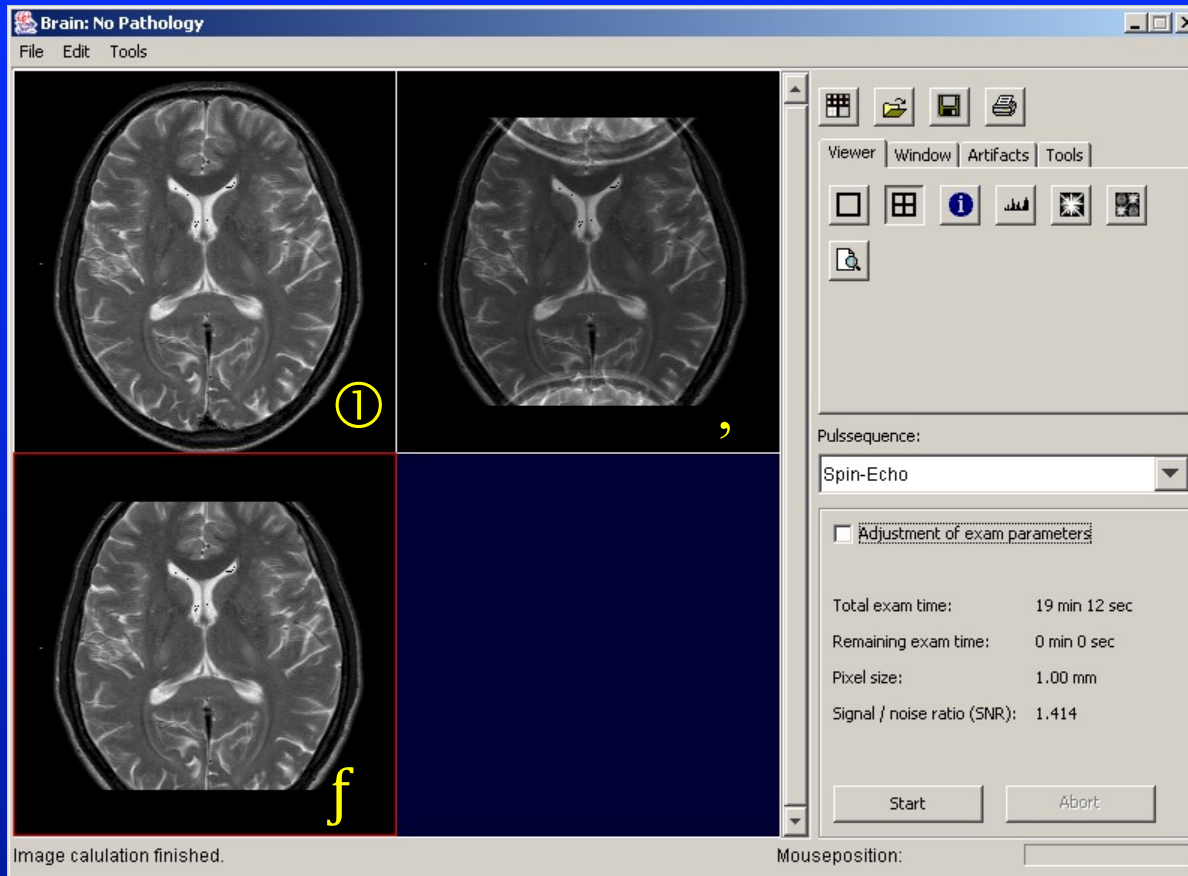 Brain: No Pathology
File Edit Tools
①
,
ƒ
Viewer Window Artifacts Tools
Pulssequence:
Spin-Echo
Adjustment of exam parameters
Total exam time: 19 min 12 sec
Remaining exam time: 0 min 0 sec
Pixel size: 1.00 mm
Signal / noise ratio (SNR): 1.414
Start Abort
Image calulation finished. Mouseposition: